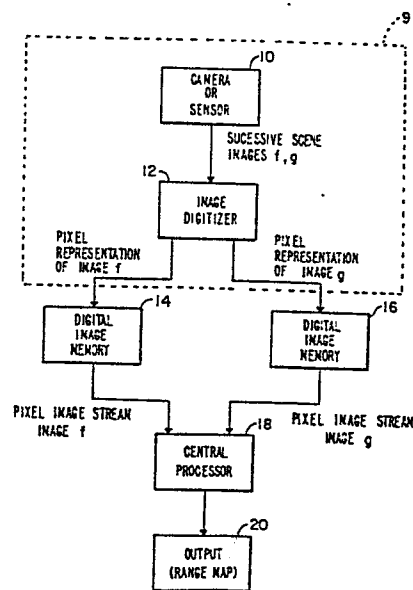 9
10
CAMERA
OR
SENSOR
SUCESSIVE SCENE
IMAGES f,g
12
IMAGE
DIGITIZER
PIXEL
REPRESENTATION
OF IMAGE f
PIXEL
REPRESENTATION
OF IMAGE g
14
DIGITAL
IMAGE
MEMORY
16
DIGITAL
IMAGE
MEMORY
PIXEL IMAGE STREAM
IMAGE f
PIXEL IMAGE STREAM
IMAGE g
18
CENTRAL
PROCESSOR
20
OUTPUT
(RANGE MAP)